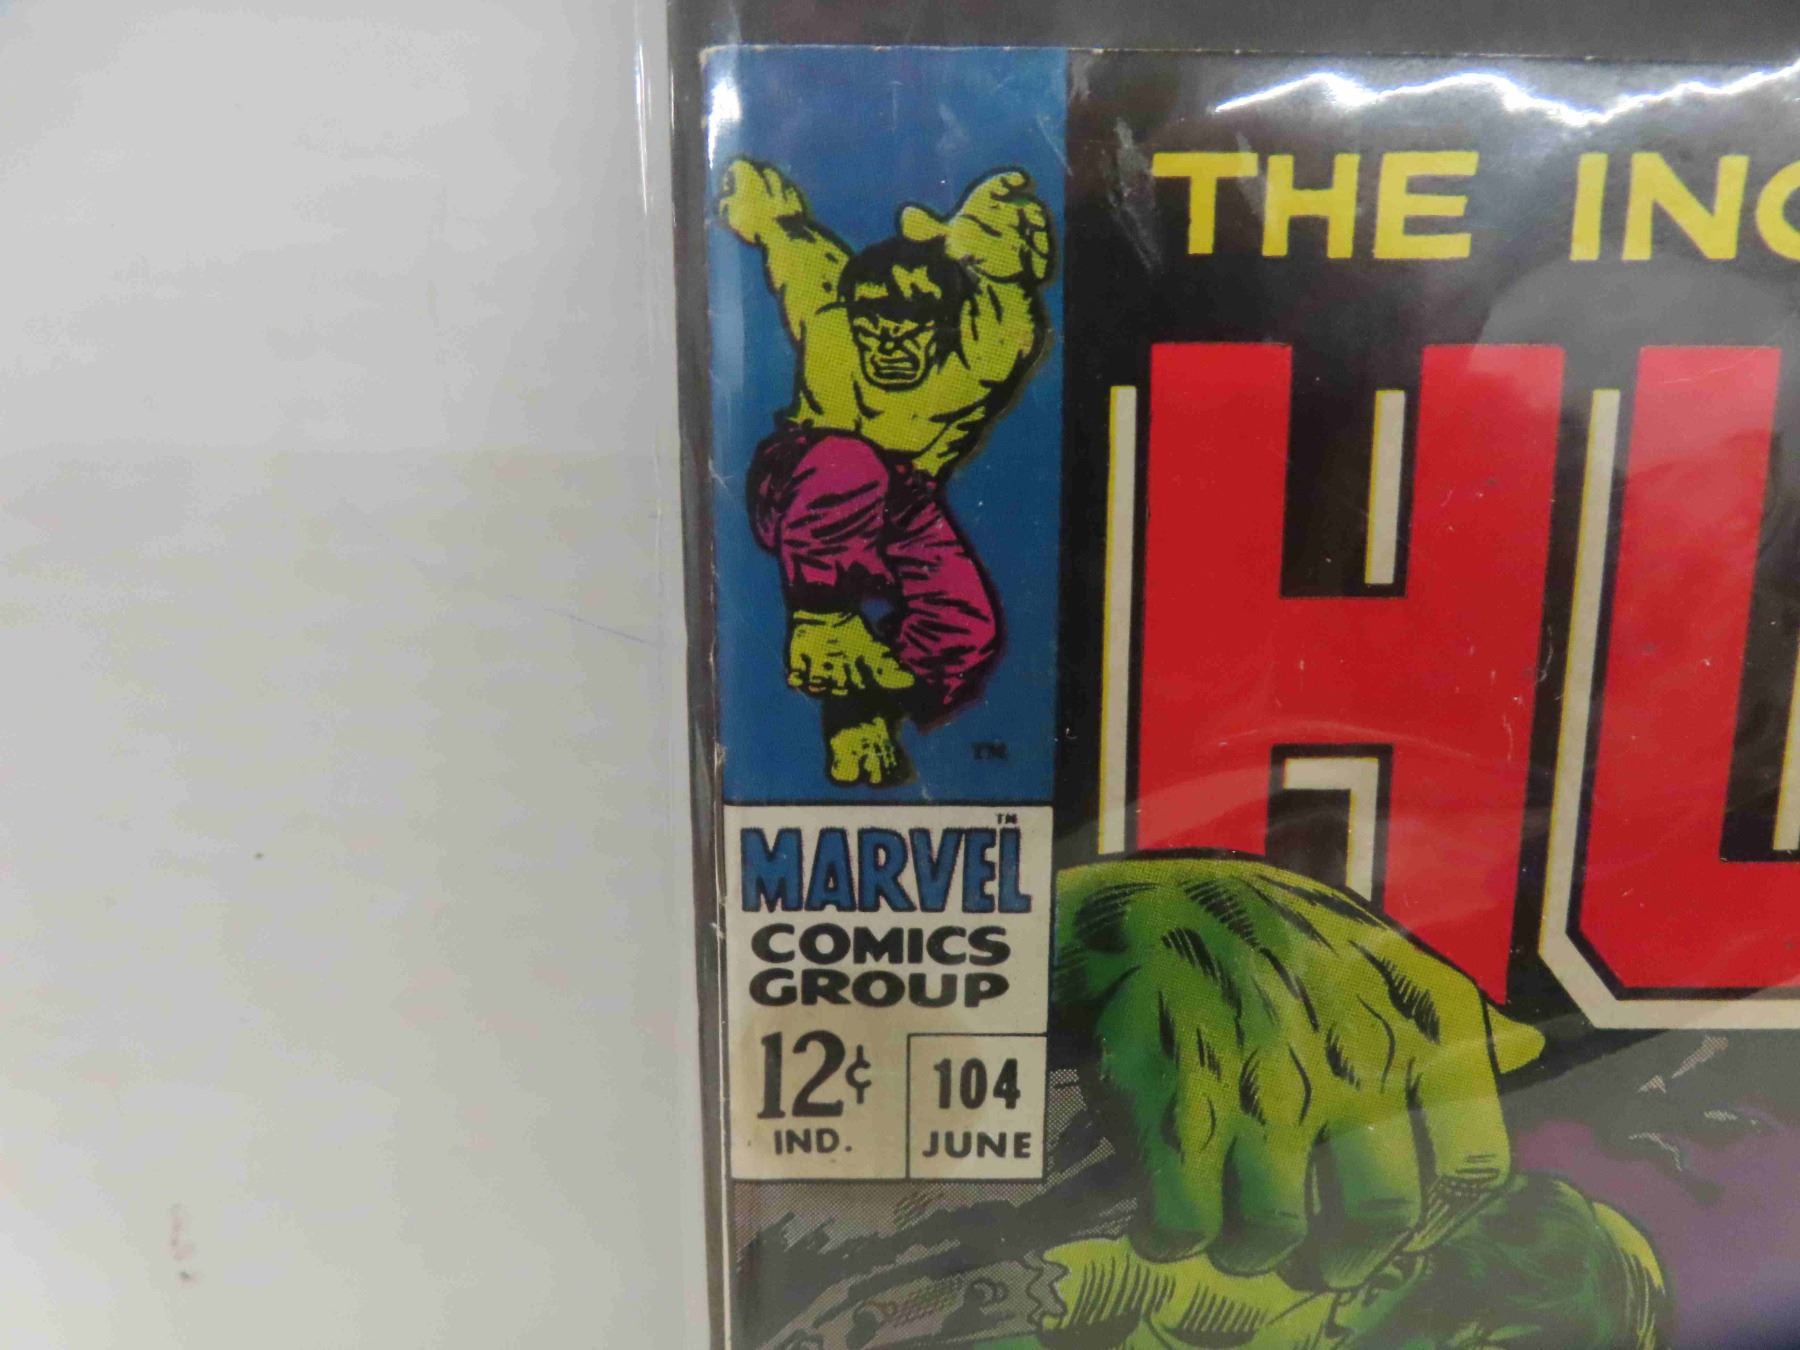 THE INC
HU
TM
TM
MARVEL
COMICS
GROUP
12¢
IND.
104
JUNE